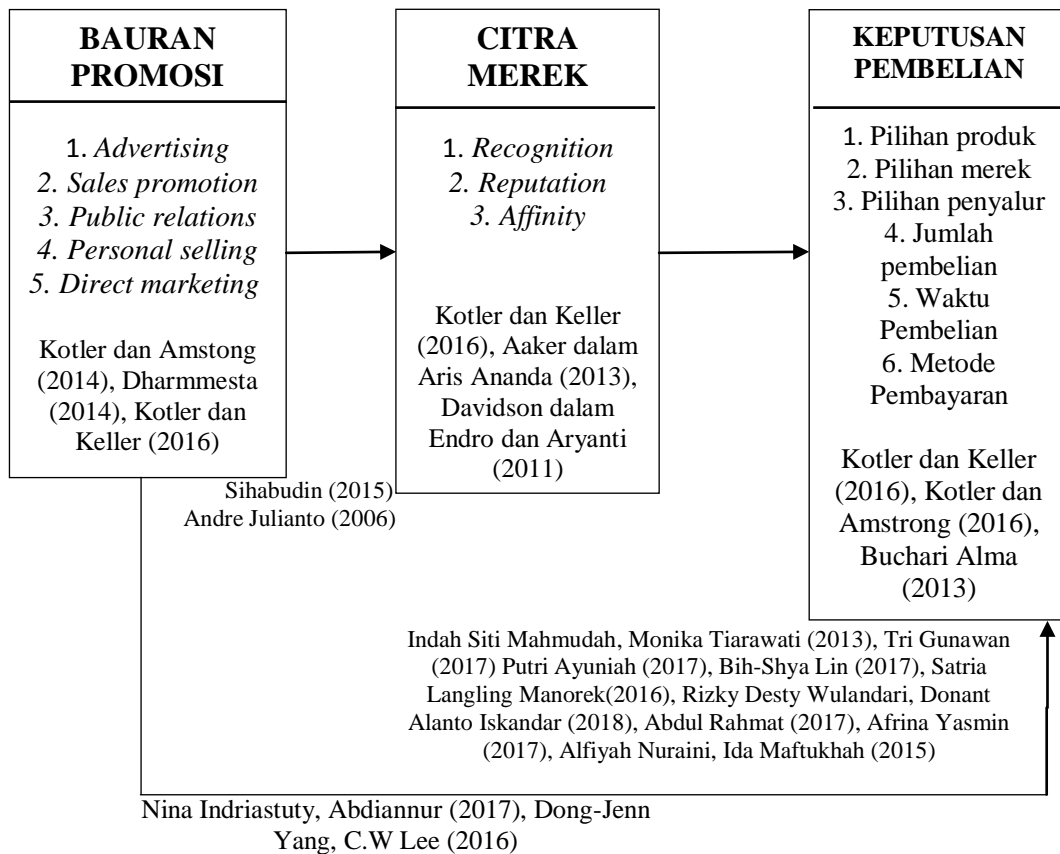 BAURAN
PROMOSI
1. Advertising
2. Sales promotion
3. Public relations
4. Personal selling
5. Direct marketing
Kotler dan Amstong
(2014), Dharmmesta
(2014), Kotler dan
Keller (2016)
CITRA
MEREK
1. Recognition
2. Reputation
3. Affinity
Kotler dan Keller
(2016), Aaker dalam
Aris Ananda (2013),
Davidson dalam
Endro dan Aryanti
(2011)
KEPUTUSAN
PEMBELIAN
1. Pilihan produk
2. Pilihan merek
3. Pilihan penyalur
4. Jumlah
pembelian
5. Waktu
Pembelian
6. Metode
Pembayaran
Kotler dan Keller
(2016), Kotler dan
Amstrong (2016),
Buchari Alma
(2013)
Sihabudin (2015)
Andre Julianto (2006)
Indah Siti Mahmudah, Monika Tiarawati (2013), Tri Gunawan
(2017) Putri Ayuniah (2017), Bih-Shya Lin (2017), Satria
Langling Manorek(2016), Rizky Desty Wulandari, Donant
Alanto Iskandar (2018), Abdul Rahmat (2017), Afrina Yasmin
(2017), Alfiyah Nuraini, Ida Maftukhah (2015)
Nina Indriastuty, Abdiannur (2017), Dong-Jenn
Yang, C.W Lee (2016)